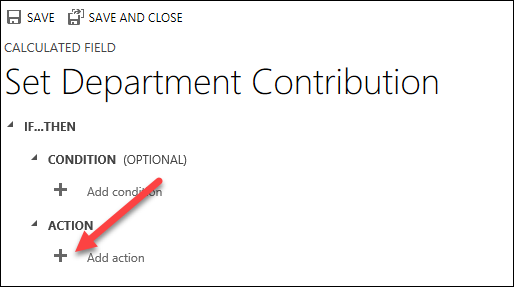 SAVE SAVE AND CLOSE
CALCULATED FIELD
Set Department Contribution
IF...THEN
CONDITION (OPTIONAL)
Add condition
ACTION
Add action